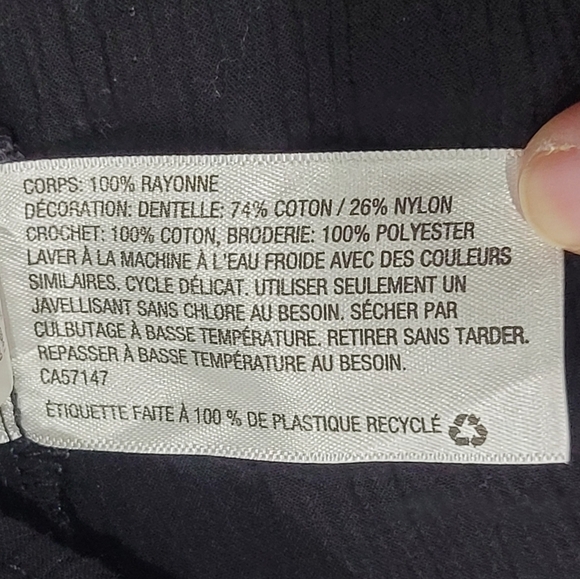 CORPS: 100% RAYONNE
DÉCORATION: DENTELLE: 74% COTON / 26% NYLON
CROCHET: 100% COTON, BRODERIE: 100% POLYESTER
LAVER À LA MACHINE À L'EAU FROIDE AVEC DES COULEURS
SIMILAIRES. CYCLE DÉLICAT. UTILISER SEULEMENT UN
JAVELLISANT SANS CHLORE AU BESOIN. SÉCHER PAR
CULBUTAGE À BASSE TEMPÉRATURE. RETIRER SANS TARDER.
REPASSER À BASSE TEMPÉRATURE AU BESOIN.
CA57147
ÉTIQUETTE FAITE À 100 % DE PLASTIQUE RECYCLÉ